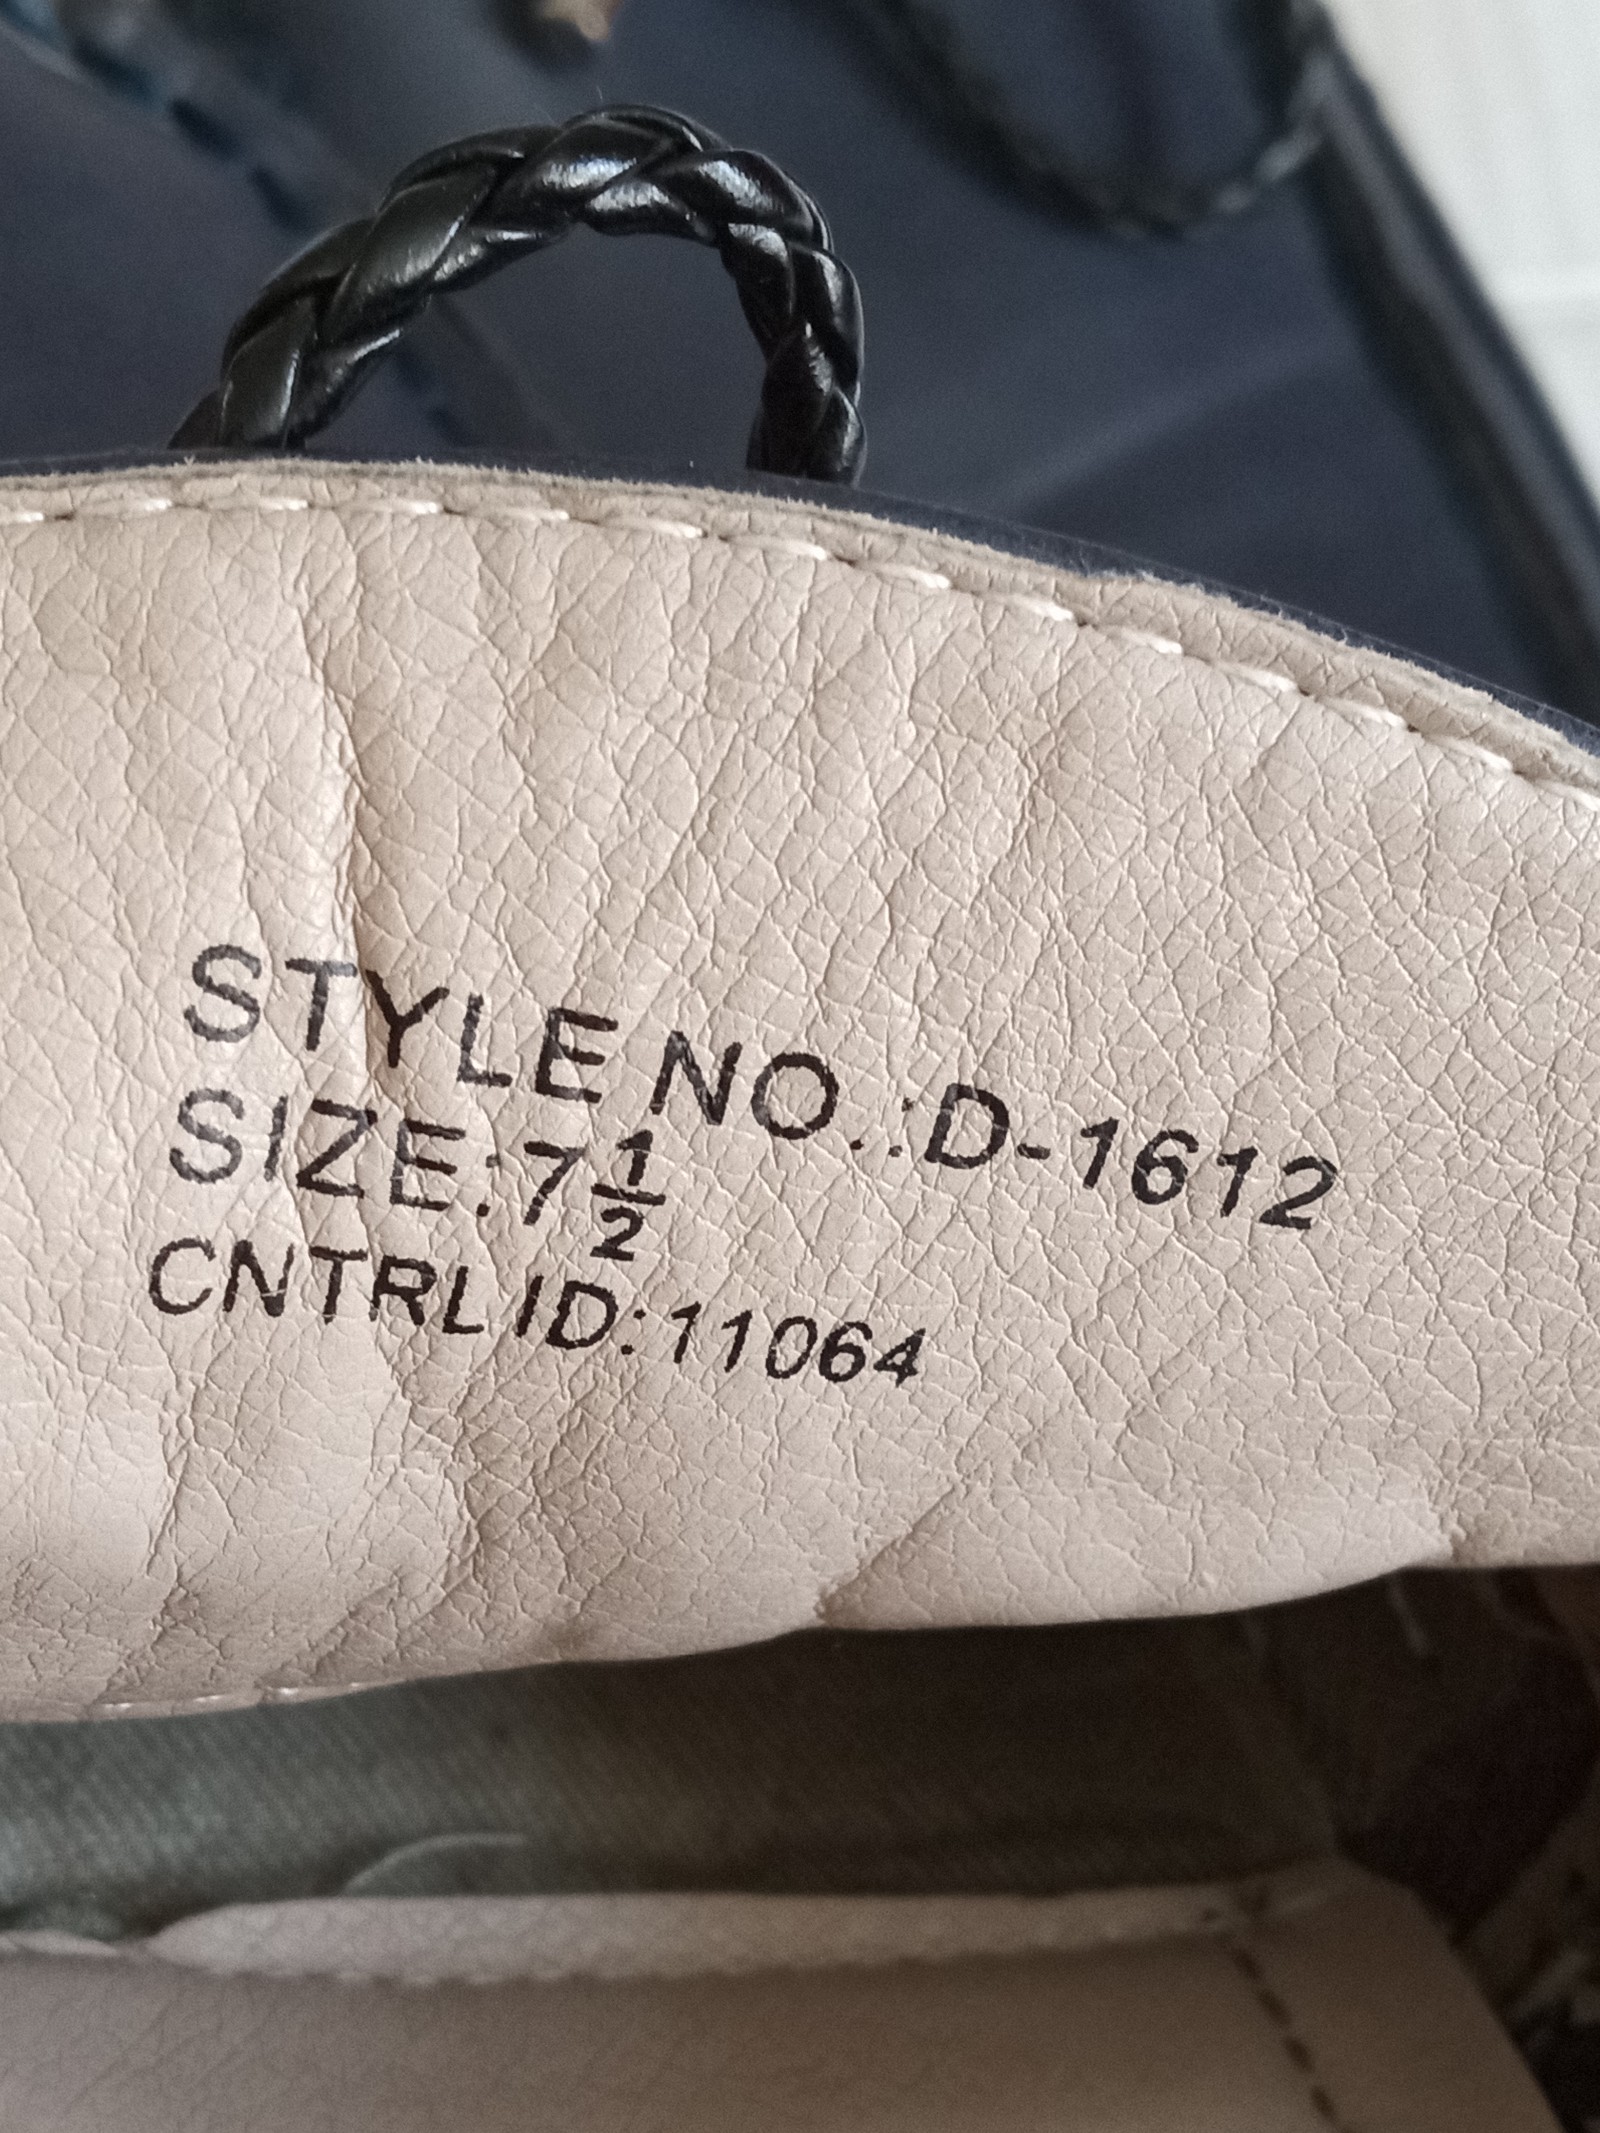 STYLE NO.:D-1612
SIZE:7½
CNTRL ID:11064